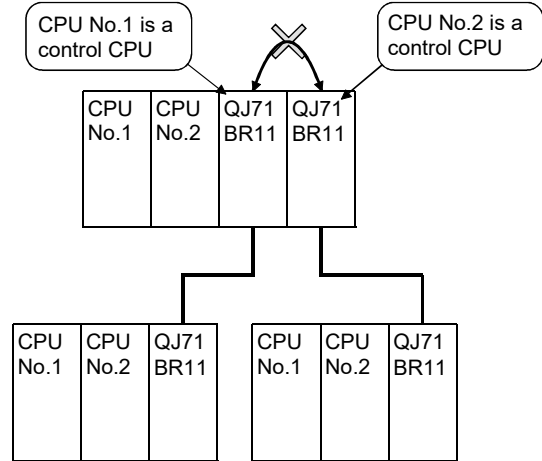 CPU No.1 is a
control CPU
CPU No.2 is a
control CPU
CPU
No.1
CPU
No.2
QJ71
BR11
QJ71
BR11
CPU
No.1
CPU
No.2
QJ71
BR11
CPU
No.1
CPU
No.2
QJ71
BR11